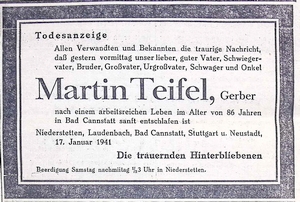 Todesanzeige
Allen Verwandten und Bekannten die traurige Nachricht,
daß gestern vormittag unser lieber, guter Vater, Schwieger-
vater, Bruder, Großvater, Urgroßvater, Schwager und Onkel
Martin Teifel, Gerber
nach einem arbeitsreichen Leben im Alter von 86 Jahren
in Bad Cannstatt sanft entschlafen ist
Niederstetten, Laudenbach, Bad Cannstatt, Stuttgart u. Neustadt,
17. Januar 1941
Die trauernden Hinterbliebenen
Beerdigung Samstag nachmittag ½3 Uhr in Niederstetten.